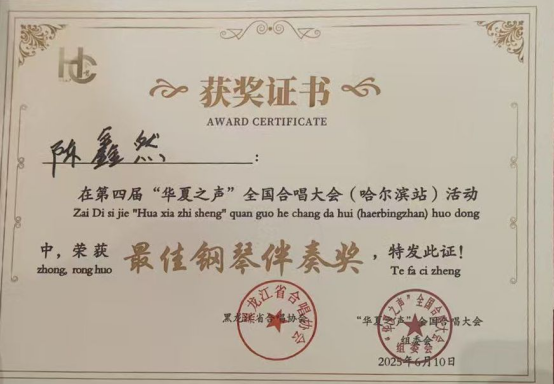 HC
获奖证书
AWARD CERTIFICATE
陈鑫然：
在第四届“华夏之声”全国合唱大会（哈尔滨站）活动
Zai Di si jie "Hua xia zhi sheng" quan guo he chang da hui (haerbingzhan) huo dong
中，荣获 最佳钢琴伴奏奖，特发此证！
zhong, rong huo Te fa ci zheng
黑龙江省合唱协会 “华夏之声”全国合唱大会
组委会
2025年6月10日